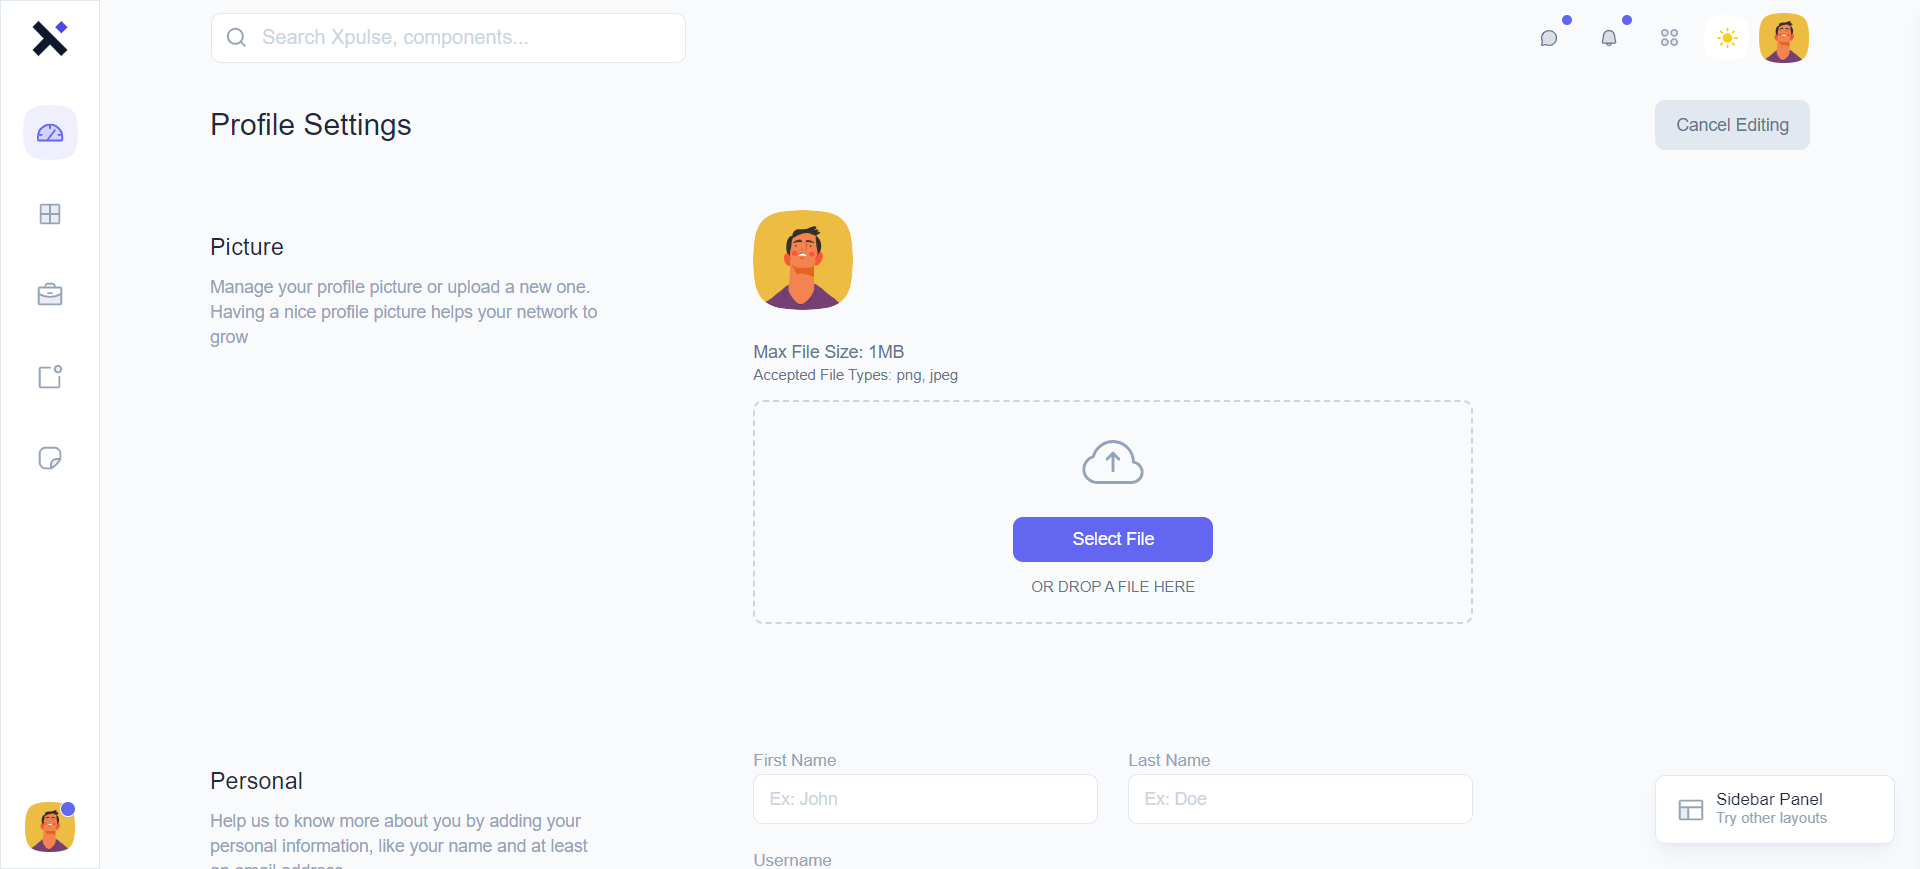 Search Xpulse, components...
Profile Settings
Cancel Editing
Picture
Manage your profile picture or upload a new one.
Having a nice profile picture helps your network to
grow
Max File Size: 1MB
Accepted File Types: png, jpeg
Select File
OR DROP A FILE HERE
Personal
Help us to know more about you by adding your
personal information, like your name and at least
an email address
First Name
Ex: John
Last Name
Ex: Doe
Username
Sidebar Panel
Try other layouts